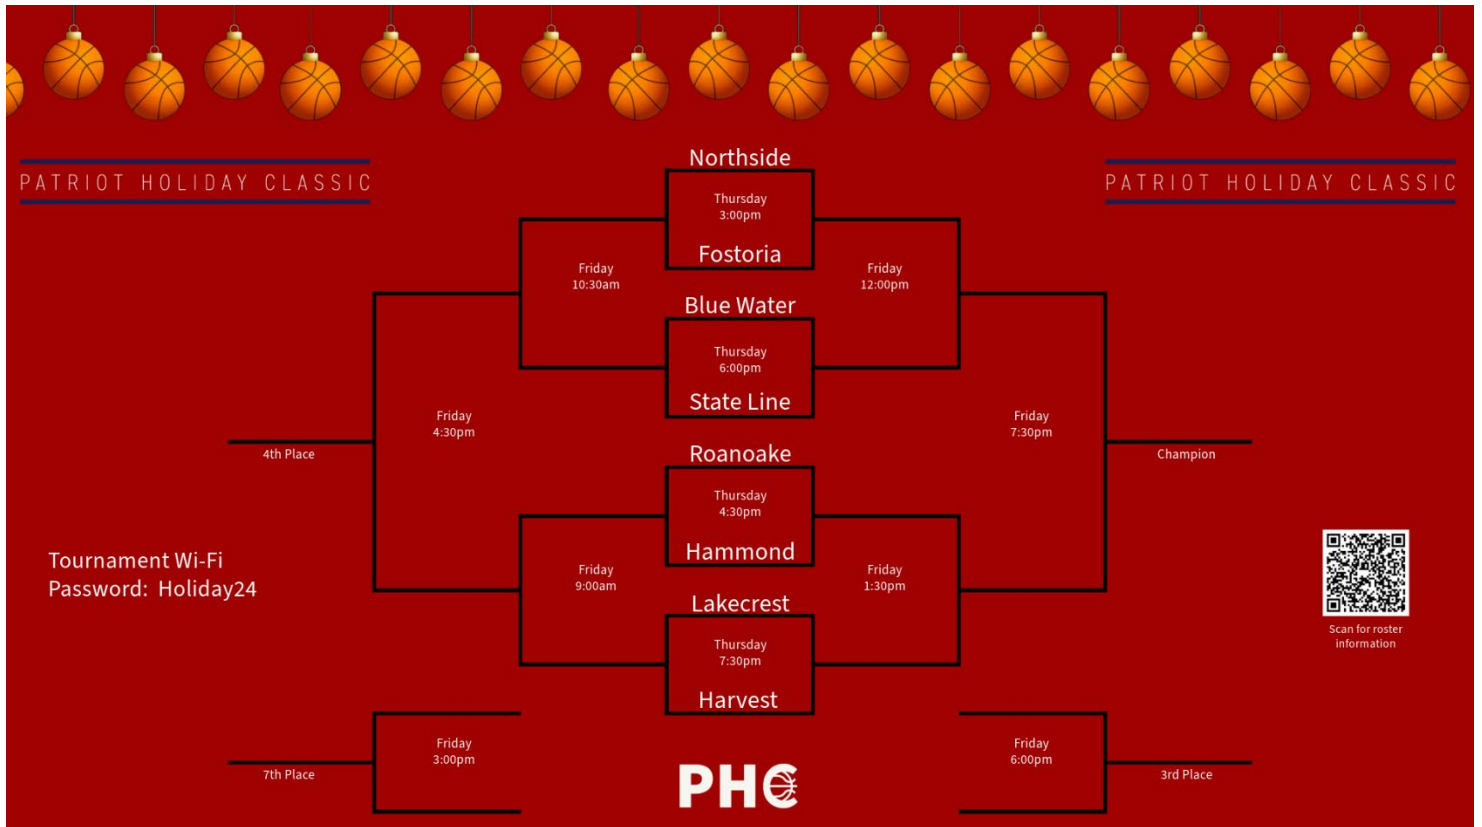 PATRIOT HOLIDAY CLASSIC
PATRIOT HOLIDAY CLASSIC
Northside
Thursday
3:00pm
Fostoria
Friday
10:30am
Friday
12:00pm
Blue Water
Thursday
6:00pm
State Line
Friday
4:30pm
Friday
7:30pm
4th Place
Champion
Roanoake
Thursday
4:30pm
Hammond
Friday
9:00am
Friday
1:30pm
Tournament Wi-Fi
Password: Holiday24
Lakecrest
Thursday
7:30pm
Harvest
Scan for roster
information
Friday
3:00pm
7th Place
Friday
6:00pm
3rd Place
PHC